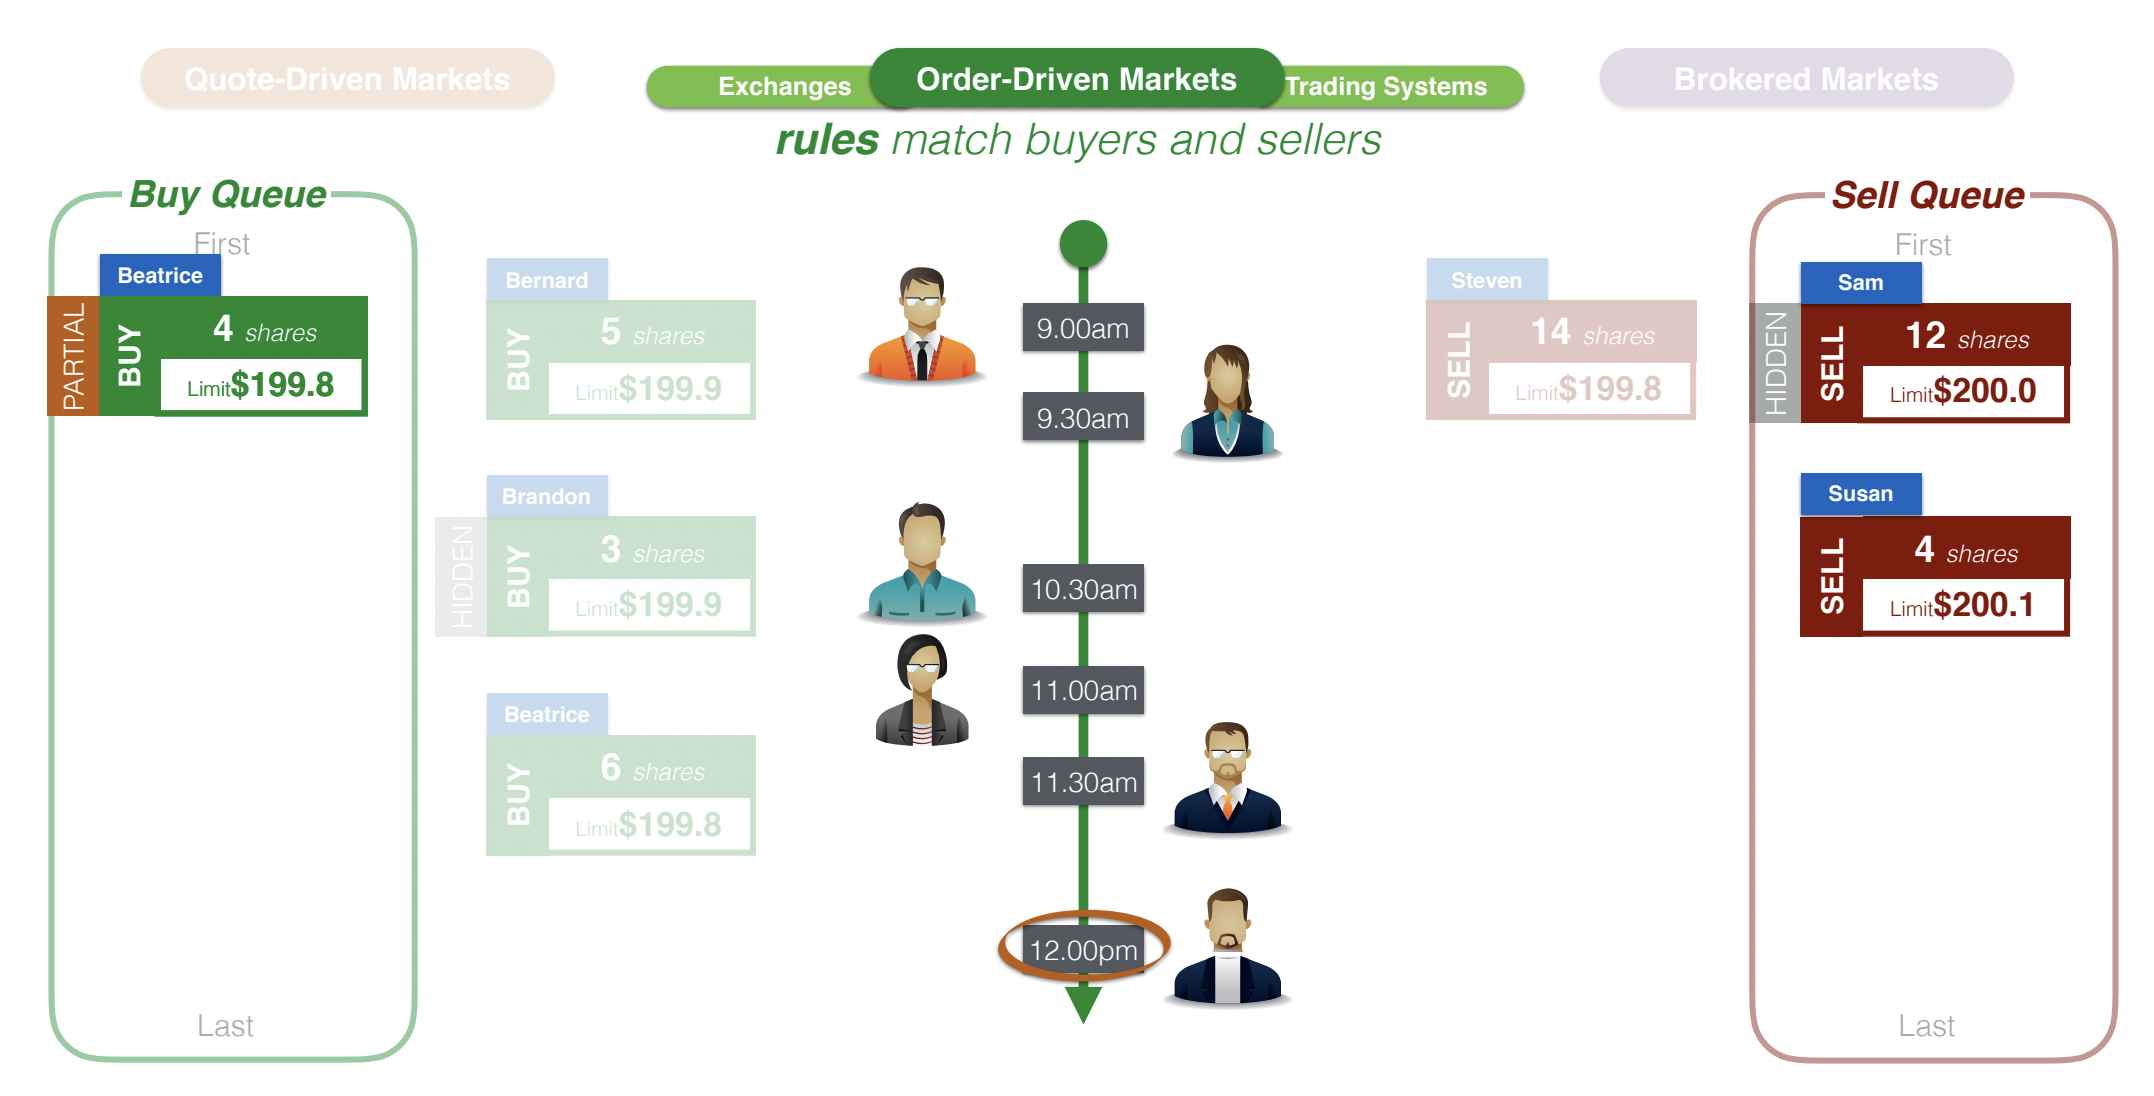 Quote-Driven Markets
Exchanges
Order-Driven Markets
Trading Systems
Brokered Markets
rules match buyers and sellers
Buy Queue
First
Beatrice
PARTIAL
BUY
4 shares
Limit$199.8
Last
Bernard
BUY
5 shares
Limit$199.9
Brandon
HIDDEN
BUY
3 shares
Limit$199.9
Beatrice
BUY
6 shares
Limit$199.8
9.00am
9.30am
10.30am
11.00am
11.30am
12.00pm
Steven
SELL
14 shares
Limit$199.8
Sell Queue
First
Sam
HIDDEN
SELL
12 shares
Limit$200.0
Susan
SELL
4 shares
Limit$200.1
Last